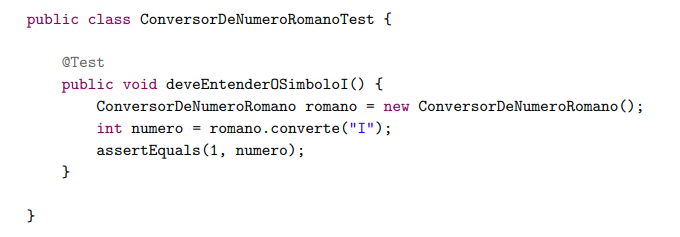 public class ConversorDeNumeroRomanoTest {
@Test
public void deveEntenderOSimboloI() {
ConversorDeNumeroRomano romano = new ConversorDeNumeroRomano();
int numero = romano.converte("I");
assertEquals(1, numero);
}
}